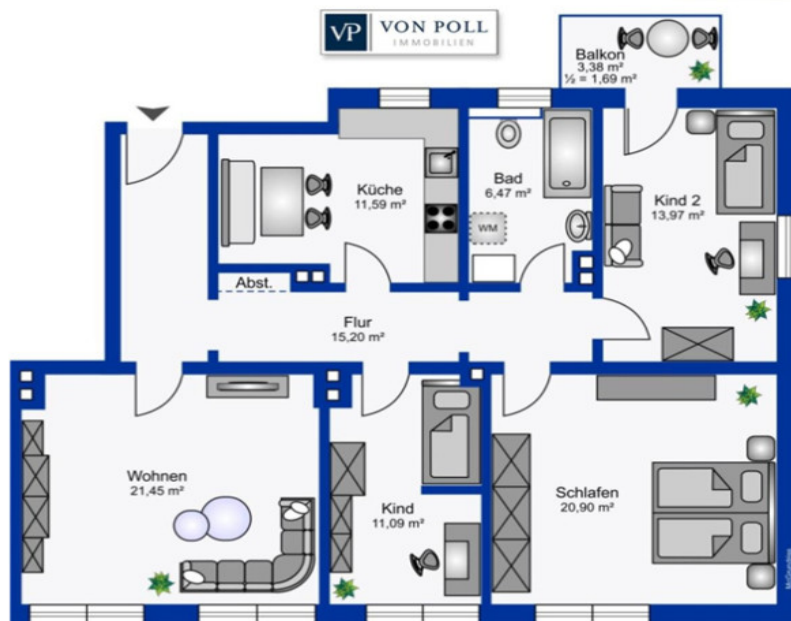 VP VON POLL
IMMOBILIEN
Balkon
3,38 m²
½ = 1,69 m²
Küche
11,59 m²
Bad
6,47 m²
WM
Kind 2
13,97 m²
Abst.
Flur
15,20 m²
Wohnen
21,45 m²
Kind
11,09 m²
Schlafen
20,90 m²